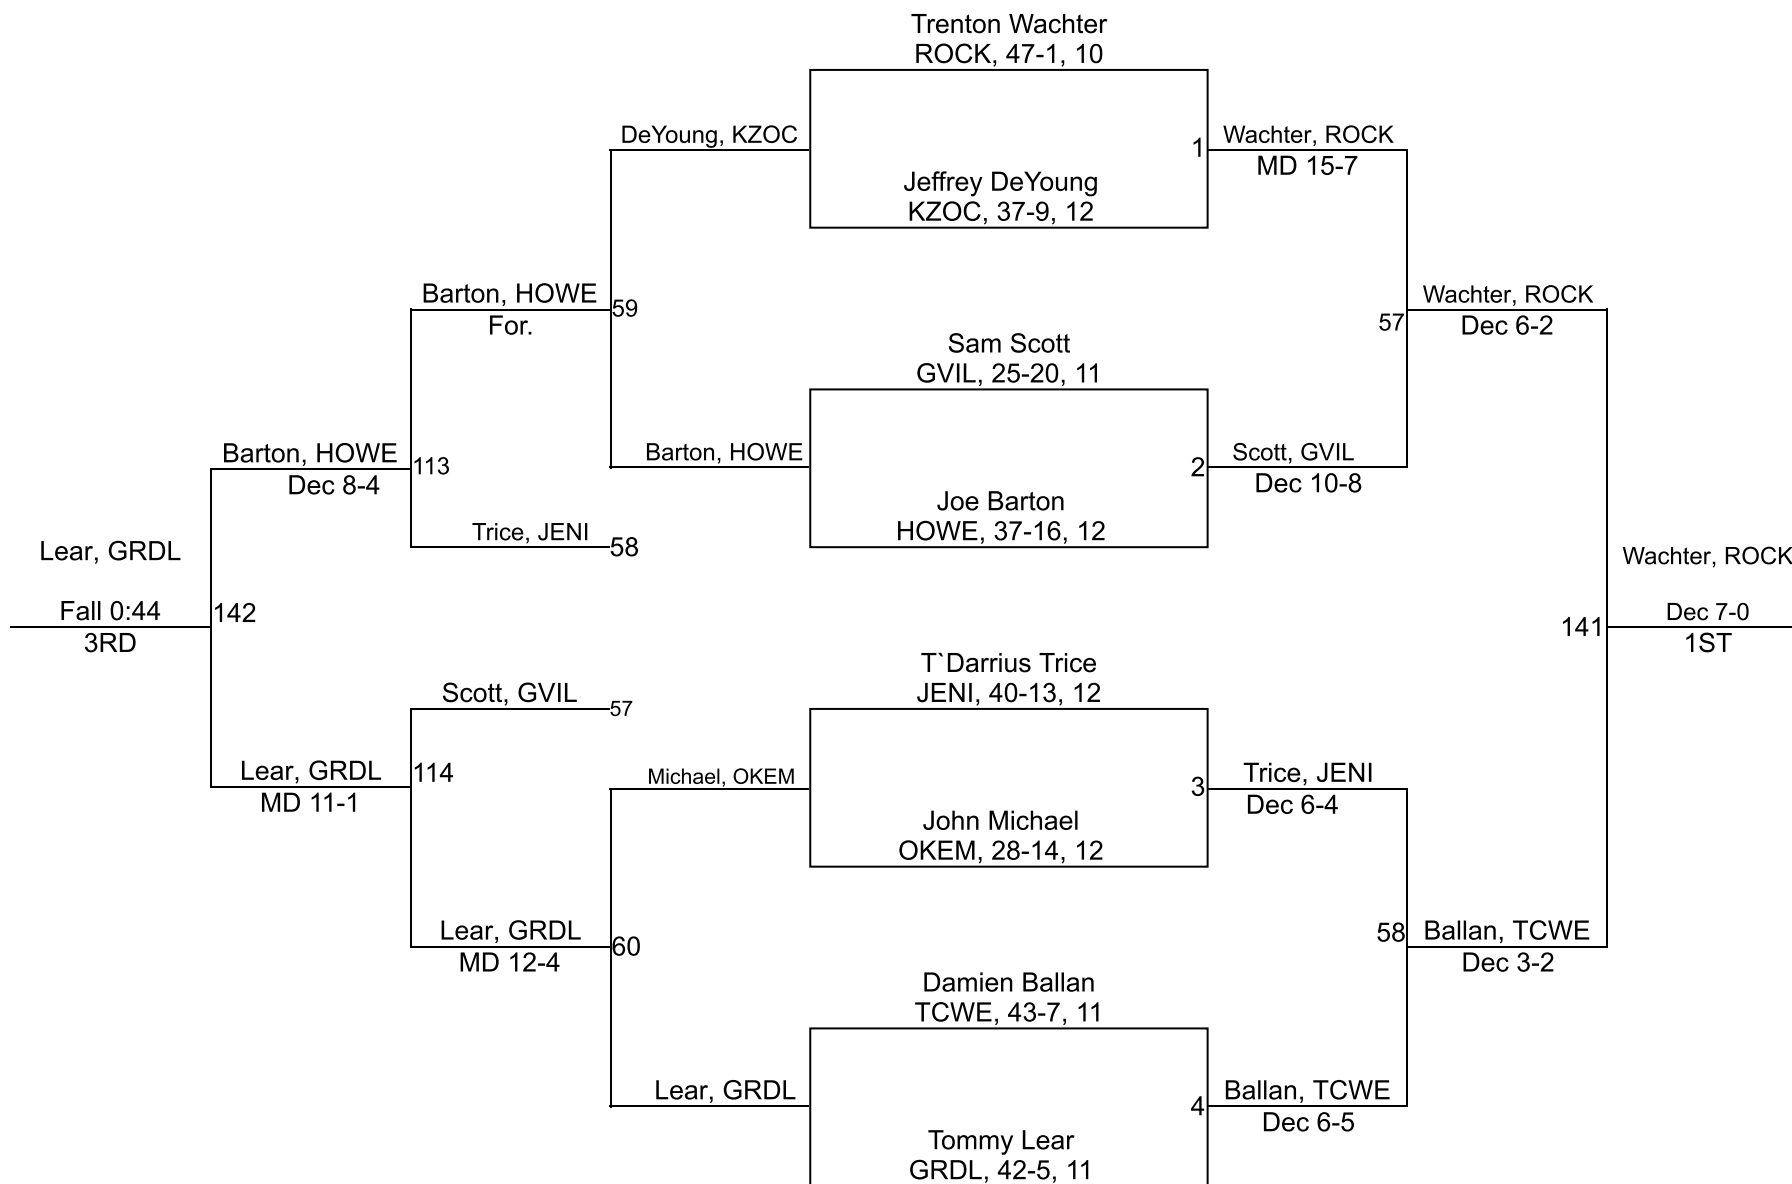 Trenton Wachter
ROCK, 47-1, 10
DeYoung, KZOC
1
Wachter, ROCK
MD 15-7
Jeffrey DeYoung
KZOC, 37-9, 12
Barton, HOWE
59
For.
Wachter, ROCK
57
Dec 6-2
Sam Scott
GVIL, 25-20, 11
Barton, HOWE
113
Dec 8-4
Barton, HOWE
2
Scott, GVIL
Dec 10-8
Joe Barton
HOWE, 37-16, 12
Trice, JENI
58
Lear, GRDL
Fall 0:44
142
3RD
Wachter, ROCK
141
Dec 7-0
1ST
T`Darrius Trice
JENI, 40-13, 12
Scott, GVIL
57
Lear, GRDL
114
MD 11-1
Michael, OKEM
3
Trice, JENI
Dec 6-4
John Michael
OKEM, 28-14, 12
Lear, GRDL
60
MD 12-4
58
Ballan, TCWE
Dec 3-2
Damien Ballan
TCWE, 43-7, 11
Lear, GRDL
4
Ballan, TCWE
Dec 6-5
Tommy Lear
GRDL, 42-5, 11